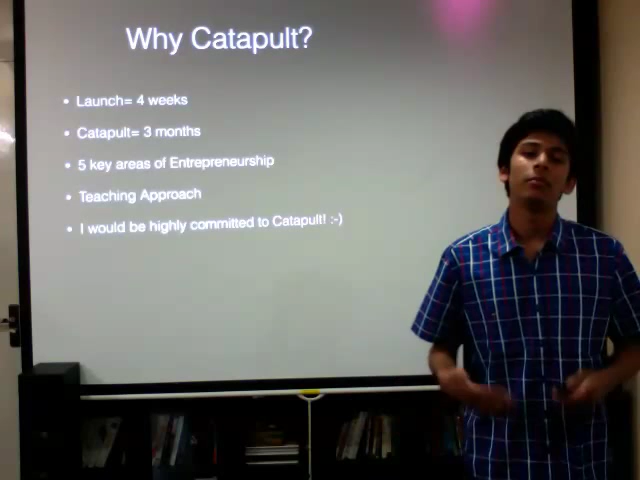 Why Catapult?
• Launch= 4 weeks
• Catapult= 3 months
• 5 key areas of Entrepreneurship
• Teaching Approach
• I would be highly committed to Catapult! :-)